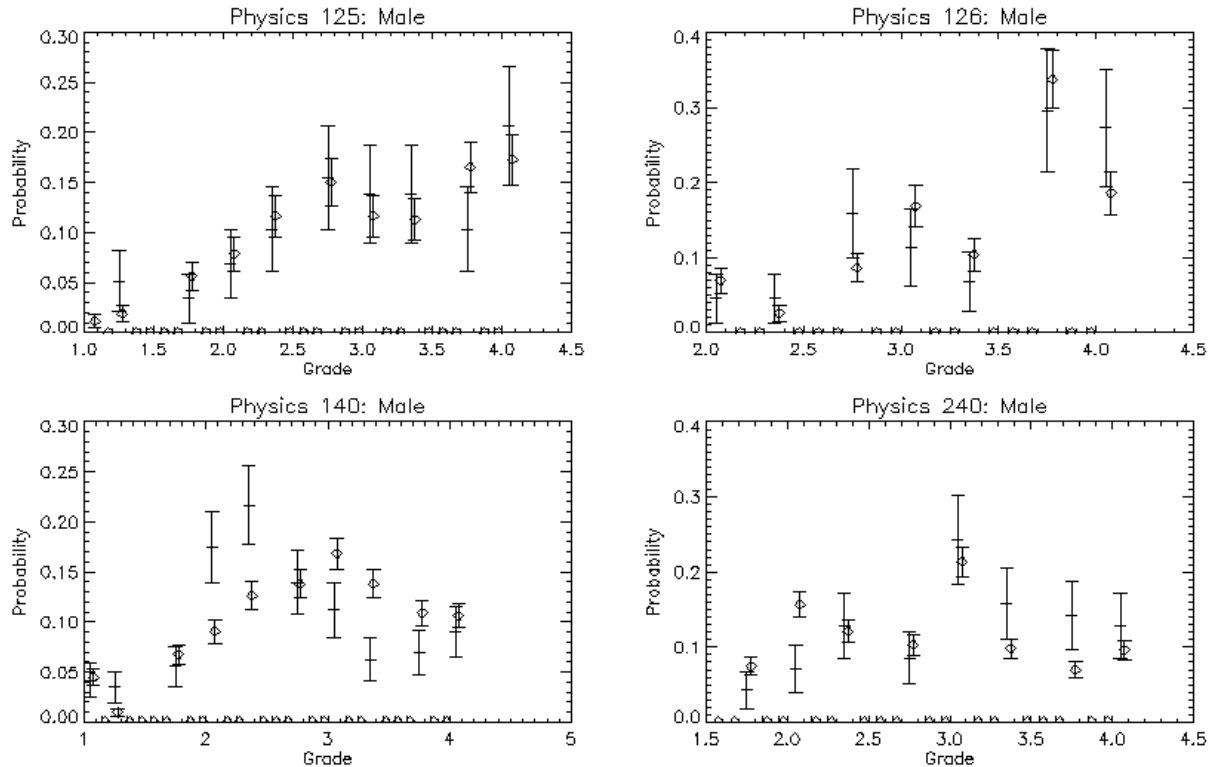 Physics 125: Male
0.30
0.25
0.20
0.15
0.10
0.05
0.00
Probability
1.0 1.5 2.0 2.5 3.0 3.5 4.0 4.5
Grade
Physics 126: Male
0.4
0.3
0.2
0.1
0.0
Probability
2.0 2.5 3.0 3.5 4.0 4.5
Grade
Physics 140: Male
0.30
0.25
0.20
0.15
0.10
0.05
0.00
Probability
1 2 3 4 5
Grade
Physics 240: Male
0.4
0.3
0.2
0.1
0.0
Probability
1.5 2.0 2.5 3.0 3.5 4.0 4.5
Grade